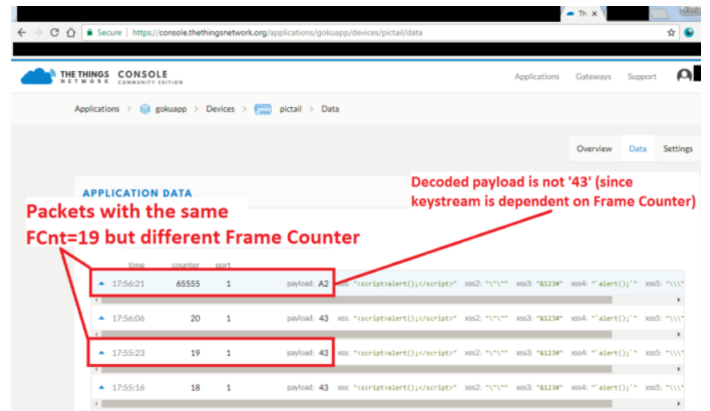 Th x
Secure | https://console.thethingsnetwork.org/applications/gokuapp/devices/pictail/data
THE THINGS CONSOLE
NETWORK COMMUNITY EDITION
Applications Gateways Support
Applications > gokuapp > Devices > pictail > Data
Overview Data Settings
APPLICATION DATA
Decoded payload is not '43' (since
keystream is dependent on Frame Counter)
Packets with the same
FCnt=19 but different Frame Counter
time counter port
17:56:21 65555 1 payload: A2 xss: "<script>alert();</script>" xss2: "\"\"" xss3: "&123#" xss4: "`alert();`" xss5: "\\\"
17:56:06 20 1 payload: 43 xss: "<script>alert();</script>" xss2: "\"\"" xss3: "&123#" xss4: "`alert();`" xss5: "\\\"
17:55:23 19 1 payload: 43 xss: "<script>alert();</script>" xss2: "\"\"" xss3: "&123#" xss4: "`alert();`" xss5: "\\\"
17:55:16 18 1 payload: 43 xss: "<script>alert();</script>" xss2: "\"\"" xss3: "&123#" xss4: "`alert();`" xss5: "\\\"